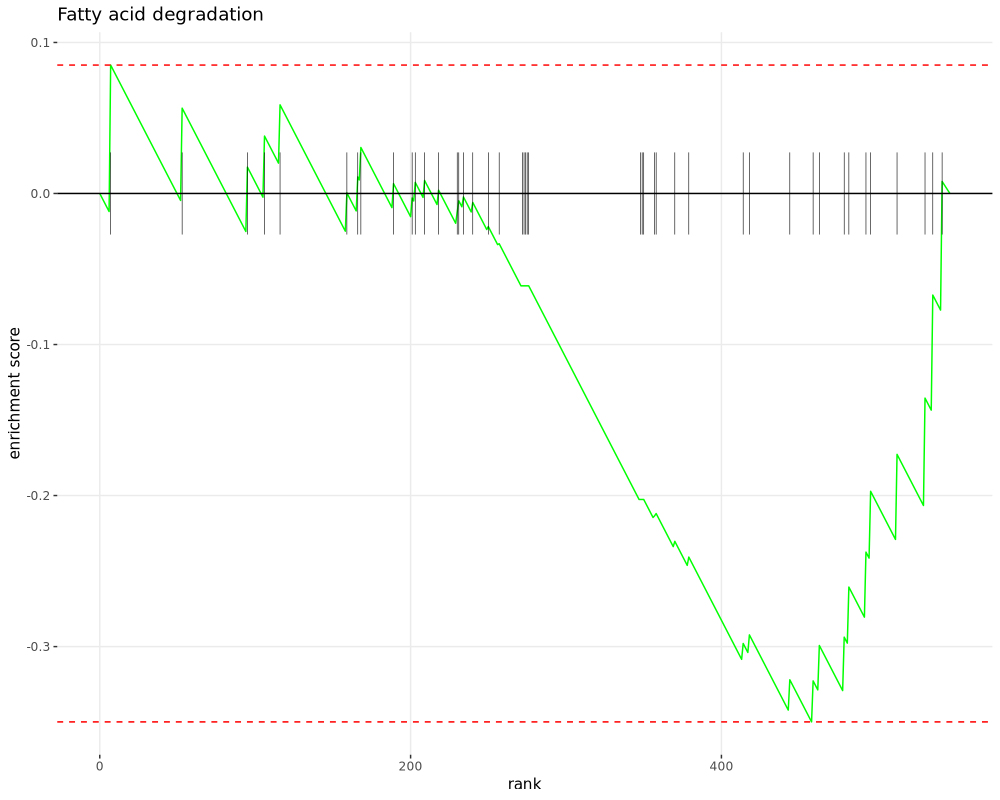 Fatty acid degradation
0.1
0.0
-0.1
-0.2
-0.3
enrichment score
0
200
400
rank